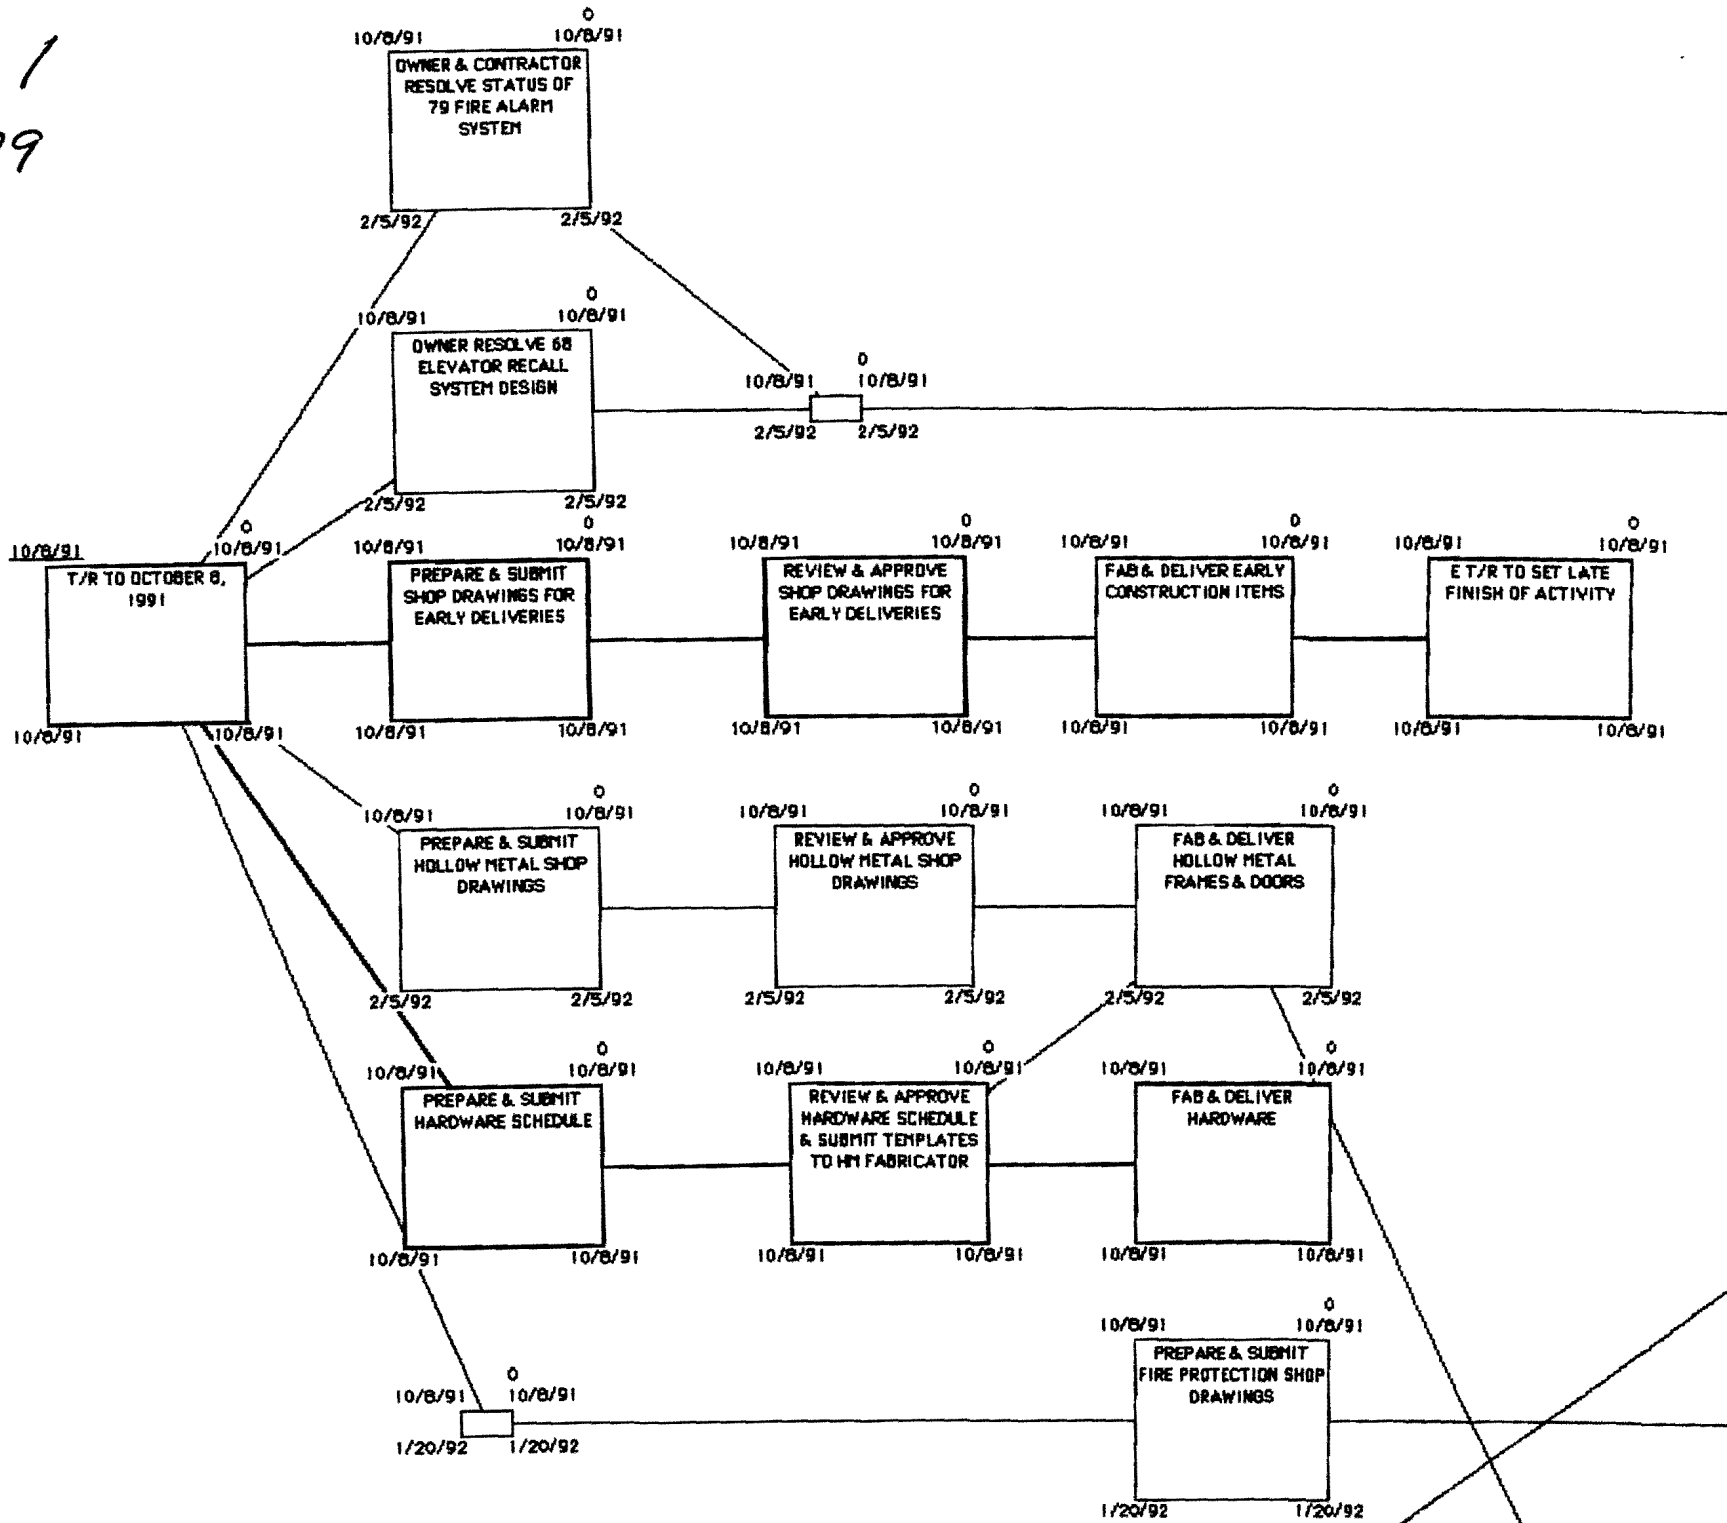 1
99
0
10/8/91 10/8/91
OWNER & CONTRACTOR
RESOLVE STATUS OF
79 FIRE ALARM
SYSTEM
2/5/92 2/5/92
0
10/8/91 10/8/91
OWNER RESOLVE 68
ELEVATOR RECALL
SYSTEM DESIGN
2/5/92 2/5/92
0
10/8/91 10/8/91
2/5/92 2/5/92
0
10/8/91 10/8/91
T/R TO OCTOBER 8,
1991
10/8/91 10/8/91
0
10/8/91 10/8/91
PREPARE & SUBMIT
SHOP DRAWINGS FOR
EARLY DELIVERIES
10/8/91 10/8/91
0
10/8/91 10/8/91
REVIEW & APPROVE
SHOP DRAWINGS FOR
EARLY DELIVERIES
10/8/91 10/8/91
0
10/8/91 10/8/91
FAB & DELIVER EARLY
CONSTRUCTION ITEMS
10/8/91 10/8/91
0
10/8/91 10/8/91
E T/R TO SET LATE
FINISH OF ACTIVITY
10/8/91 10/8/91
0
10/8/91 10/8/91
PREPARE & SUBMIT
HOLLOW METAL SHOP
DRAWINGS
2/5/92 2/5/92
0
10/8/91 10/8/91
REVIEW & APPROVE
HOLLOW METAL SHOP
DRAWINGS
2/5/92 2/5/92
0
10/8/91 10/8/91
FAB & DELIVER
HOLLOW METAL
FRAMES & DOORS
2/5/92 2/5/92
0
10/8/91 10/8/91
PREPARE & SUBMIT
HARDWARE SCHEDULE
10/8/91 10/8/91
0
10/8/91 10/8/91
REVIEW & APPROVE
HARDWARE SCHEDULE
& SUBMIT TEMPLATES
TO HM FABRICATOR
10/8/91 10/8/91
0
10/8/91 10/8/91
FAB & DELIVER
HARDWARE
10/8/91 10/8/91
0
10/8/91 10/8/91
1/20/92 1/20/92
0
10/8/91 10/8/91
PREPARE & SUBMIT
FIRE PROTECTION SHOP
DRAWINGS
1/20/92 1/20/92